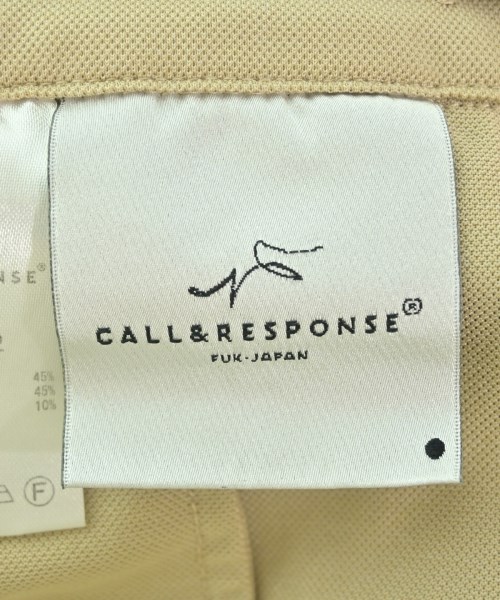 CALL&RESPONSE®
FUK-JAPAN
NSE®
45%
45%
10%
F